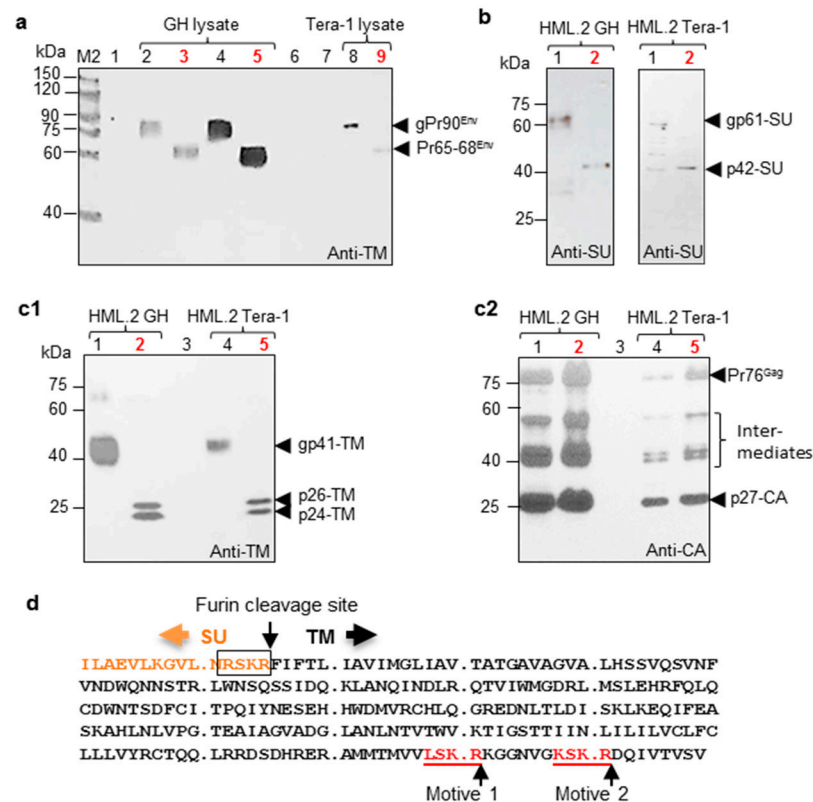 a
GH lysate
Tera-1 lysate
kDa M2 1 2 3 4 5 6 7 8 9
150
120
90
75
60
40
gPr90Env
Pr65-68Env
Anti-TM
b
HML.2 GH HML.2 Tera-1
kDa 1 2 1 2
75
60
40
25
gp61-SU
p42-SU
Anti-SU Anti-SU
c1
HML.2 GH HML.2 Tera-1
kDa 1 2 3 4 5
75
60
40
25
gp41-TM
p26-TM
p24-TM
Anti-TM
c2
HML.2 GH HML.2 Tera-1
1 2 3 4 5
75
60
40
25
Pr76Gag
Inter-
mediates
p27-CA
Anti-CA
d
Furin cleavage site
SU TM
ILAEVLKGVL.NRSKRFIFTL.IAVIMGLIAV.TATGAVAGVA.LHSSVQSVNF
VNDWQNNSTR.LWNSQSSIDQ.KLANQINDLR.QTVIWMGDRL.MSLEHRFQLQ
CDWNTSDFCI.TPQIYNESEH.HWDMVRCHLQ.GREDNLTLDI.SKLKEQIFEA
SKAHLNLVPG.TEAIAGVADG.LANLNTVTWV.KTIGSTTIIN.LILILVCLFC
LLLVYRCTQQ.LRRDSDHRER.AMMTMVVLSK.RKGGNVGKSK.RDQIVTVSV
Motive 1 Motive 2